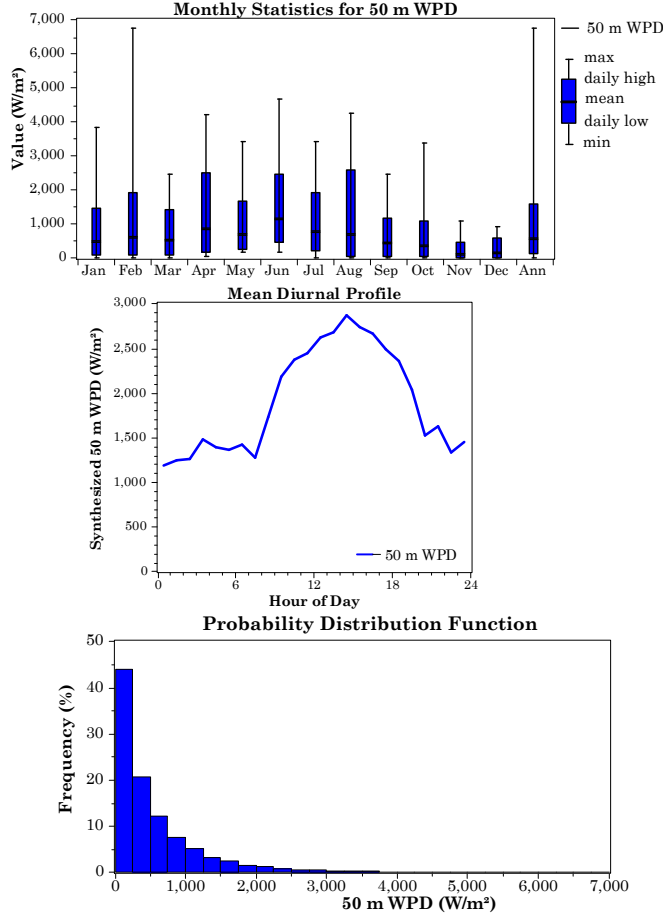 Monthly Statistics for 50 m WPD
7,000
6,000
5,000
4,000
3,000
2,000
1,000
0
Value (W/m²)
Jan Feb Mar Apr May Jun Jul Aug Sep Oct Nov Dec Ann
50 m WPD
max
daily high
mean
daily low
min
Mean Diurnal Profile
3,000
2,500
2,000
1,500
1,000
500
0
Synthesized 50 m WPD (W/m²)
50 m WPD
0 6 12 18 24
Hour of Day
Probability Distribution Function
50
40
30
20
10
0
Frequency (%)
0 1,000 2,000 3,000 4,000 5,000 6,000 7,000
50 m WPD (W/m²)